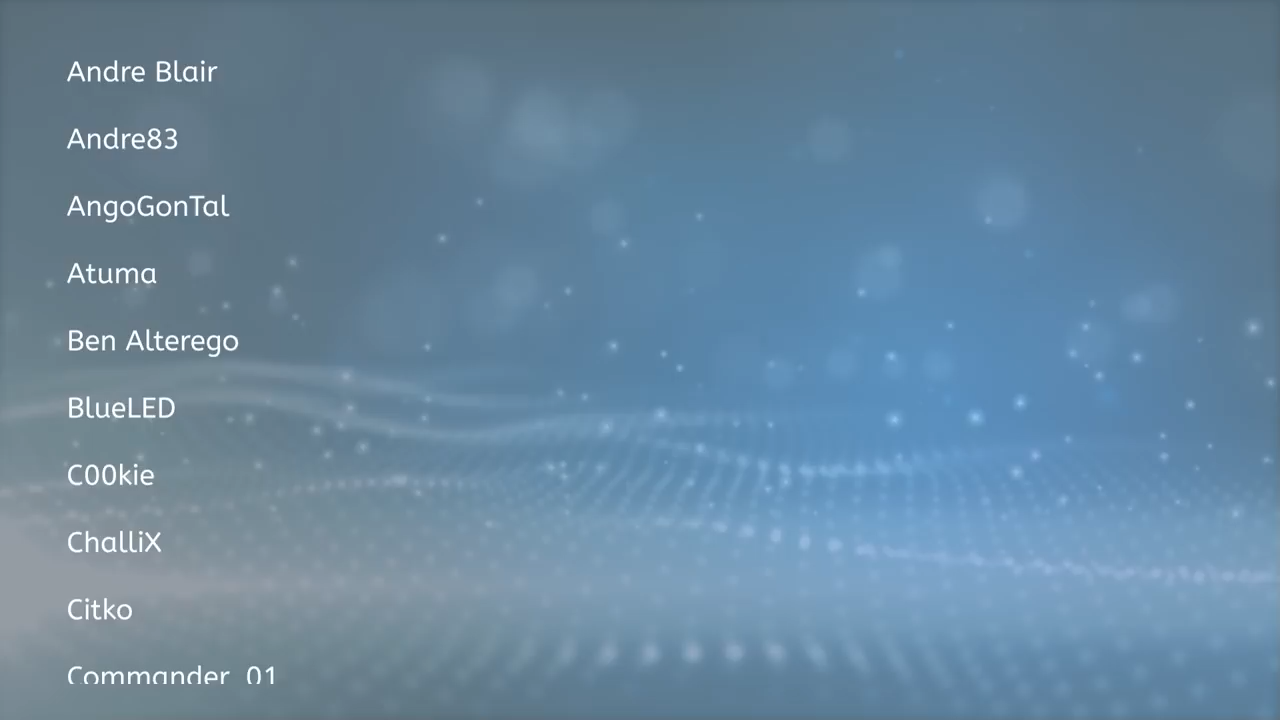 Andre Blair
Andre83
AngoGonTal
Atuma
Ben Alterego
BlueLED
C00kie
ChalliX
Citko
Commander_01